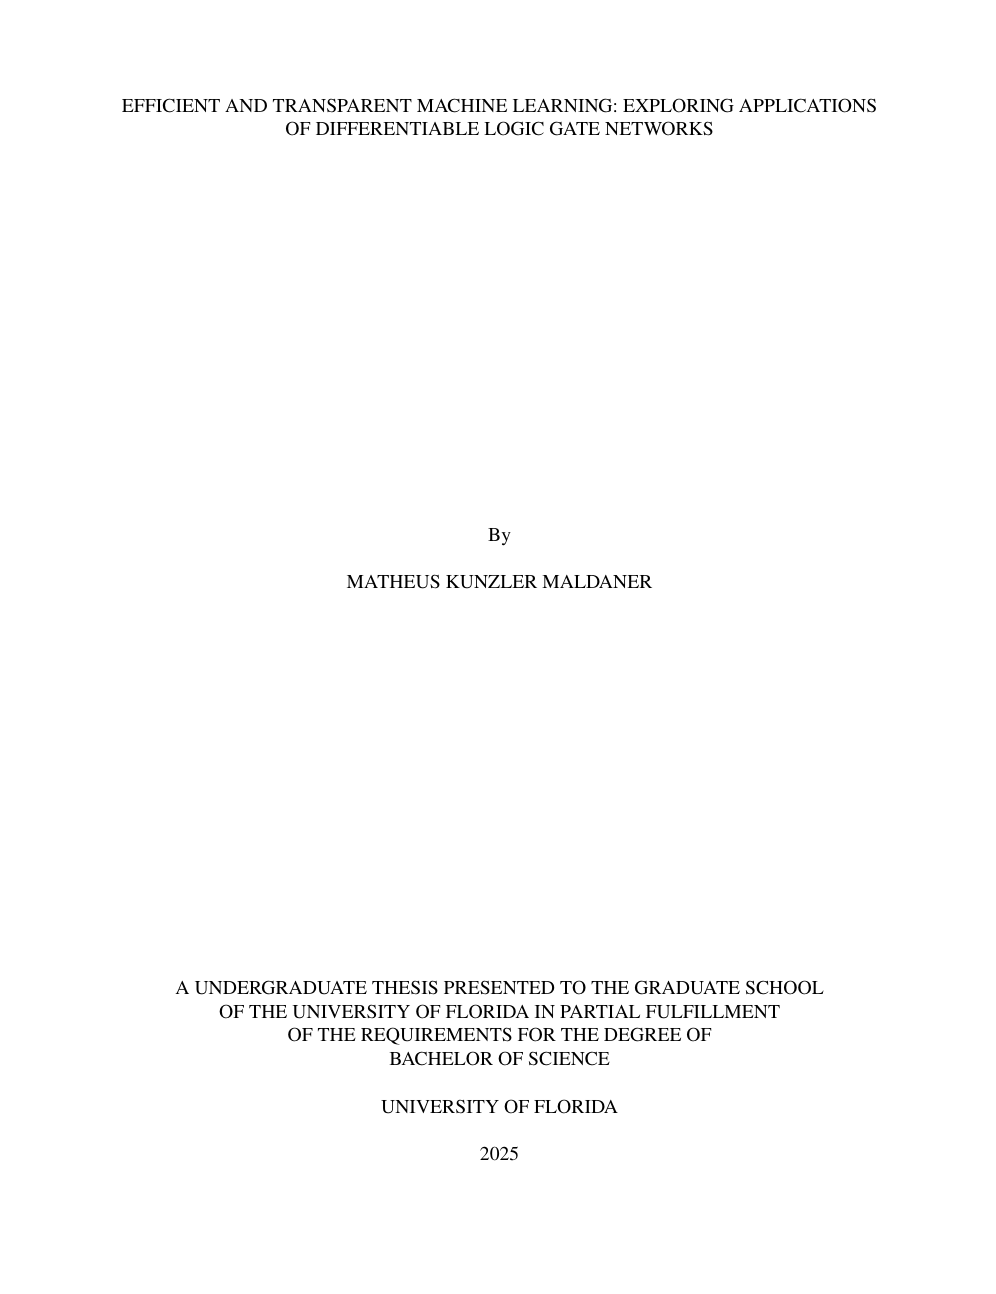 EFFICIENT AND TRANSPARENT MACHINE LEARNING: EXPLORING APPLICATIONS
OF DIFFERENTIABLE LOGIC GATE NETWORKS
By
MATHEUS KUNZLER MALDANER
A UNDERGRADUATE THESIS PRESENTED TO THE GRADUATE SCHOOL
OF THE UNIVERSITY OF FLORIDA IN PARTIAL FULFILLMENT
OF THE REQUIREMENTS FOR THE DEGREE OF
BACHELOR OF SCIENCE
UNIVERSITY OF FLORIDA
2025